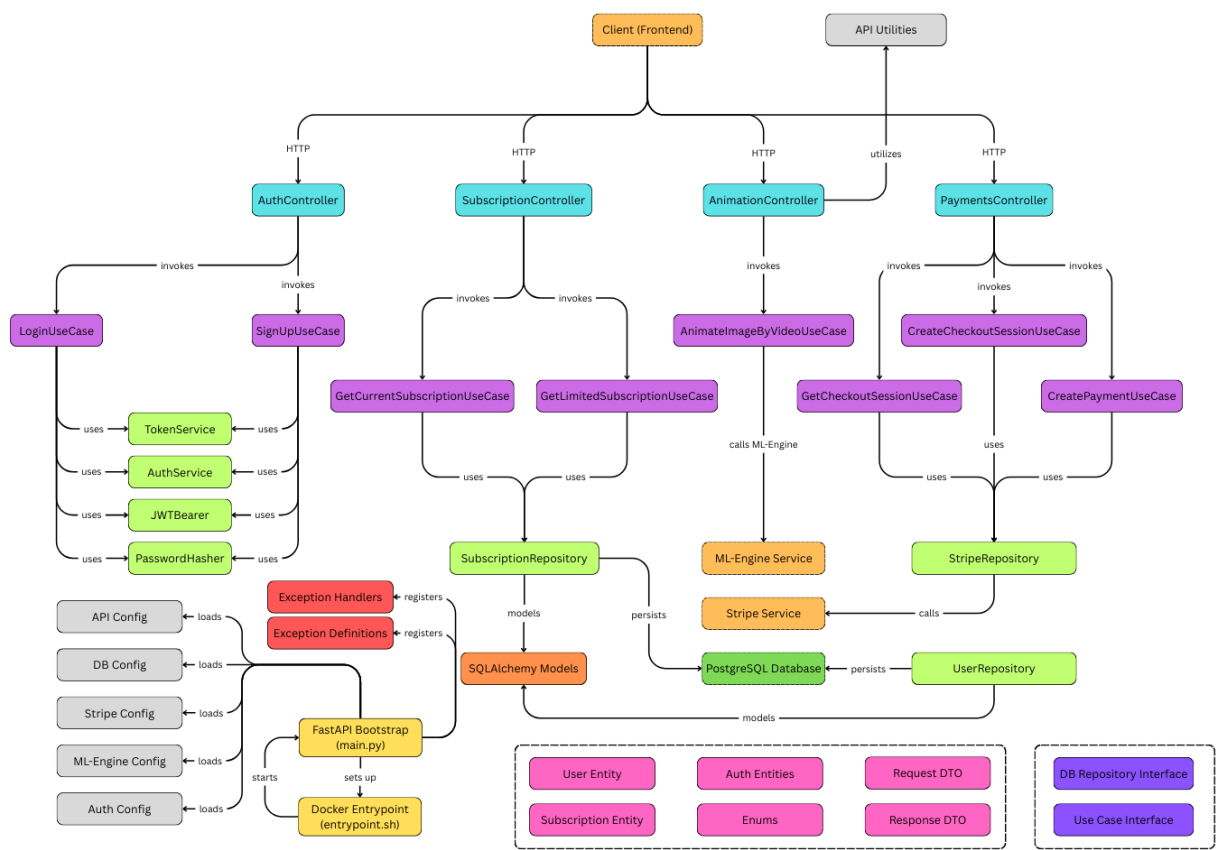 Client (Frontend)
API Utilities
HTTP
HTTP
HTTP
utilizes
HTTP
AuthController
SubscriptionController
AnimationController
PaymentsController
invokes
invokes
invokes
invokes
invokes
invokes
invokes
invokes
LoginUseCase
SignUpUseCase
AnimateImageByVideoUseCase
CreateCheckoutSessionUseCase
GetCurrentSubscriptionUseCase
GetLimitedSubscriptionUseCase
GetCheckoutSessionUseCase
CreatePaymentUseCase
uses
TokenService
uses
calls ML-Engine
uses
uses
AuthService
uses
uses
uses
uses
uses
uses
JWTBearer
uses
uses
PasswordHasher
uses
SubscriptionRepository
ML-Engine Service
StripeRepository
Exception Handlers
registers
models
persists
Stripe Service
calls
API Config
loads
Exception Definitions
registers
DB Config
loads
SQLAlchemy Models
PostgreSQL Database
persists
UserRepository
Stripe Config
loads
models
FastAPI Bootstrap
(main.py)
ML-Engine Config
loads
starts
sets up
User Entity
Auth Entities
Request DTO
DB Repository Interface
Auth Config
loads
Docker Entrypoint
(entrypoint.sh)
Subscription Entity
Enums
Response DTO
Use Case Interface